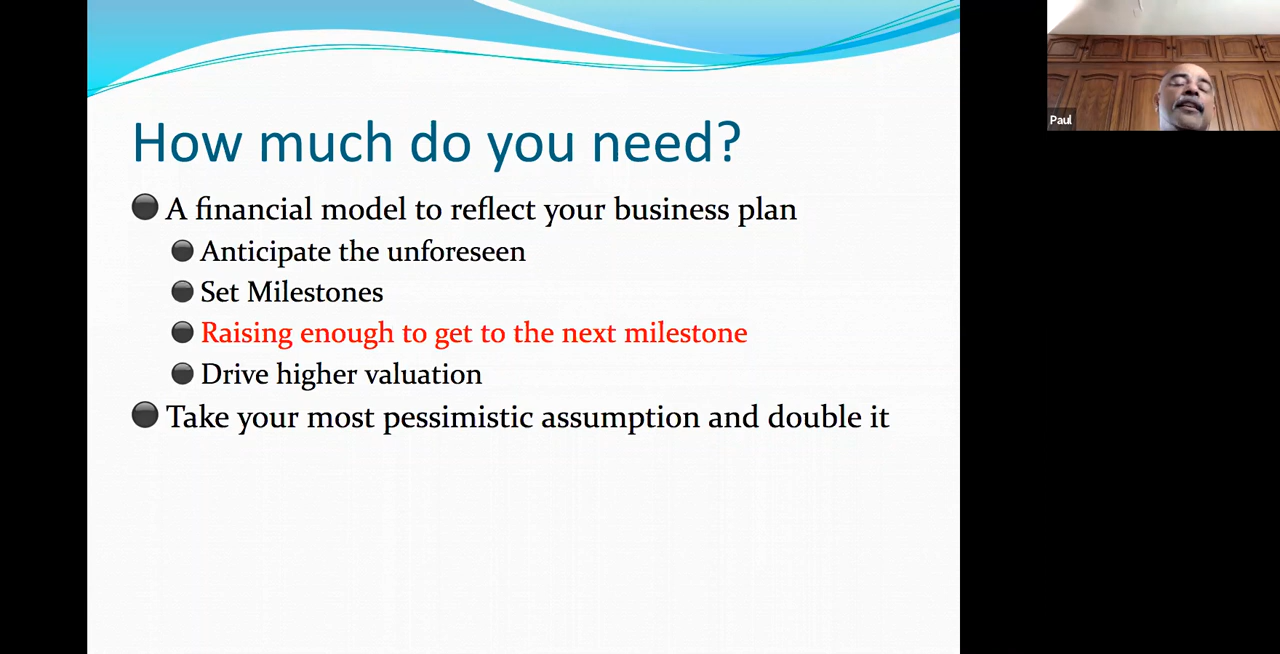 How much do you need?
A financial model to reflect your business plan
Anticipate the unforeseen
Set Milestones
Raising enough to get to the next milestone
Drive higher valuation
Take your most pessimistic assumption and double it
Paul